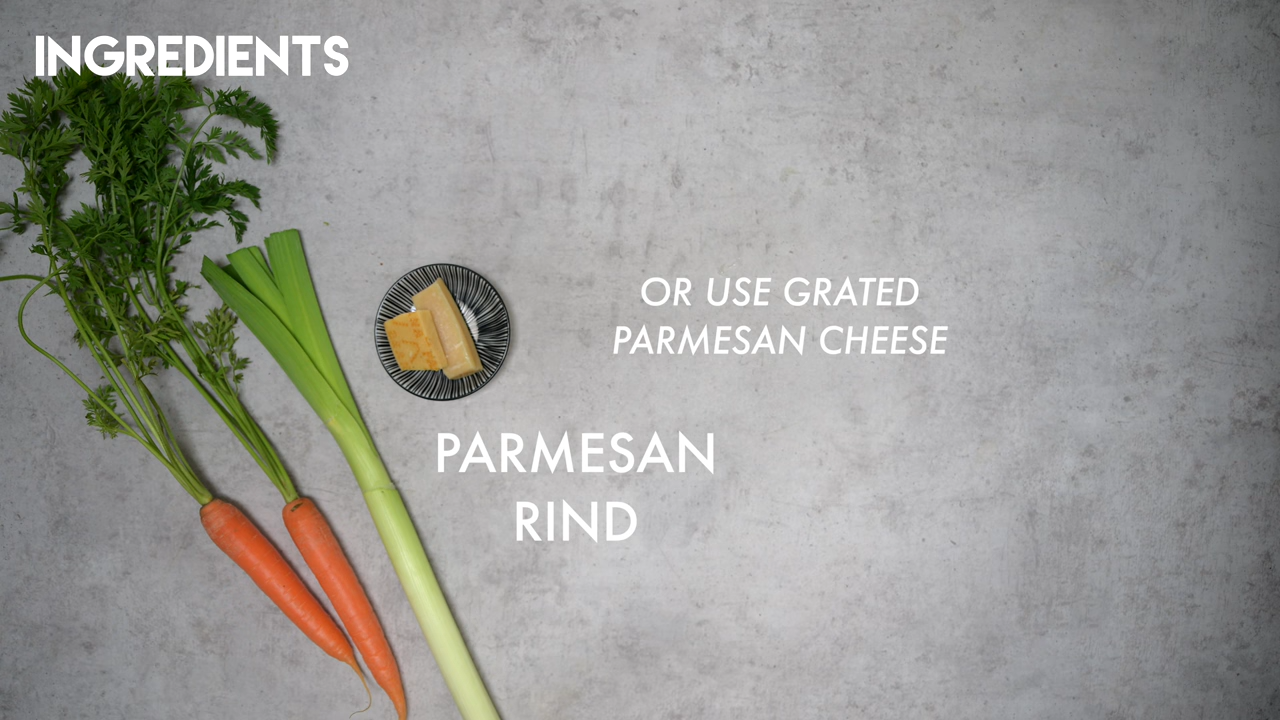 INGREDIENTS
OR USE GRATED
PARMESAN CHEESE
PARMESAN
RIND